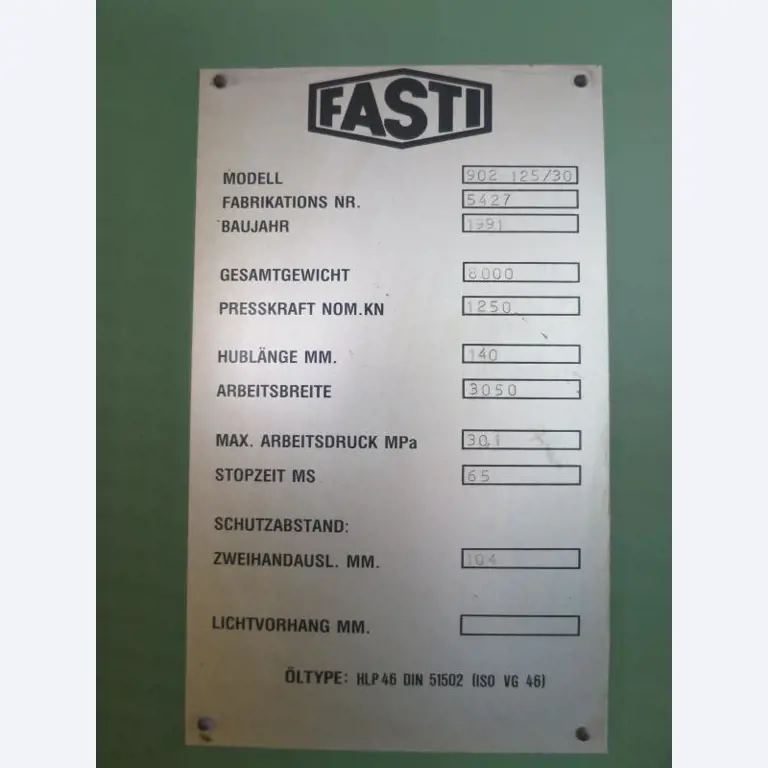 FASTI
MODELL 902-125/30
FABRIKATIONS NR. 5427
BAUJAHR 1991
GESAMTGEWICHT 8000
PRESSKRAFT NOM.KN 1250
HUBLÄNGE MM. 140
ARBEITSBREITE 3050
MAX. ARBEITSDRUCK MPa 30,1
STOPZEIT MS 65
SCHUTZABSTAND:
ZWEIHANDAUSL. MM. 104
LICHTVORHANG MM.
ÖLTYPE: HLP46 DIN 51502 (ISO VG 46)